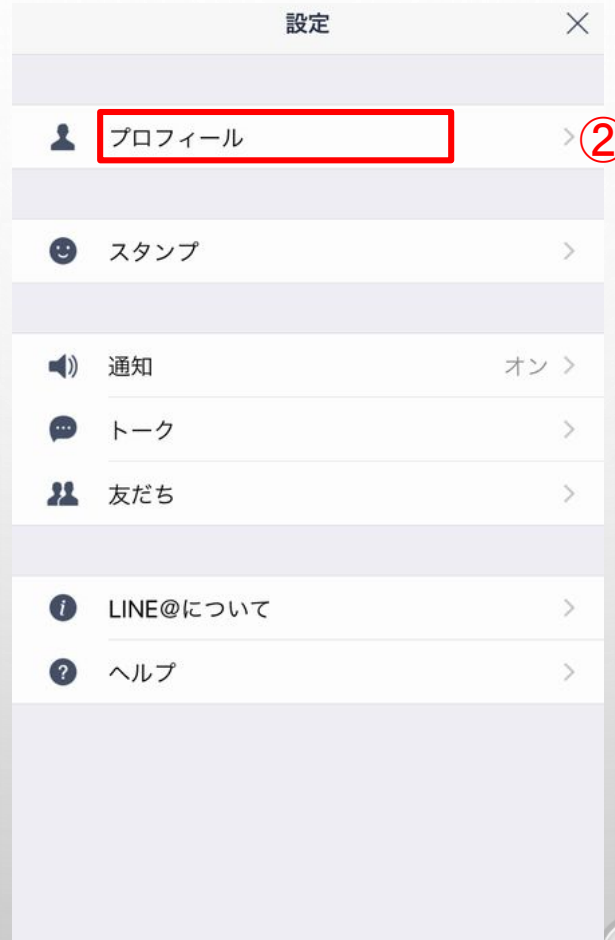 設定
プロフィール
②
スタンプ
通知 オン
トーク
友だち
LINE@について
ヘルプ